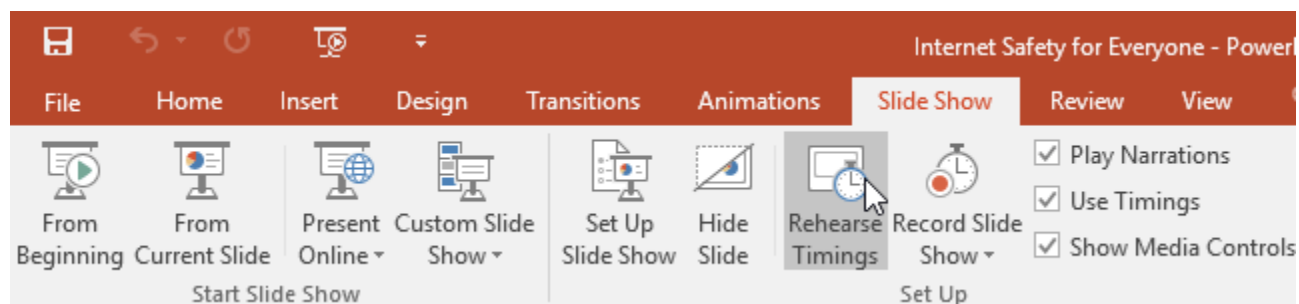 Internet Safety for Everyone - Power
File Home Insert Design Transitions Animations Slide Show Review View
From Beginning
From Current Slide
Present Online
Custom Slide Show
Set Up Slide Show
Hide Slide
Rehearse Timings
Record Slide Show
Play Narrations
Use Timings
Show Media Controls
Start Slide Show
Set Up